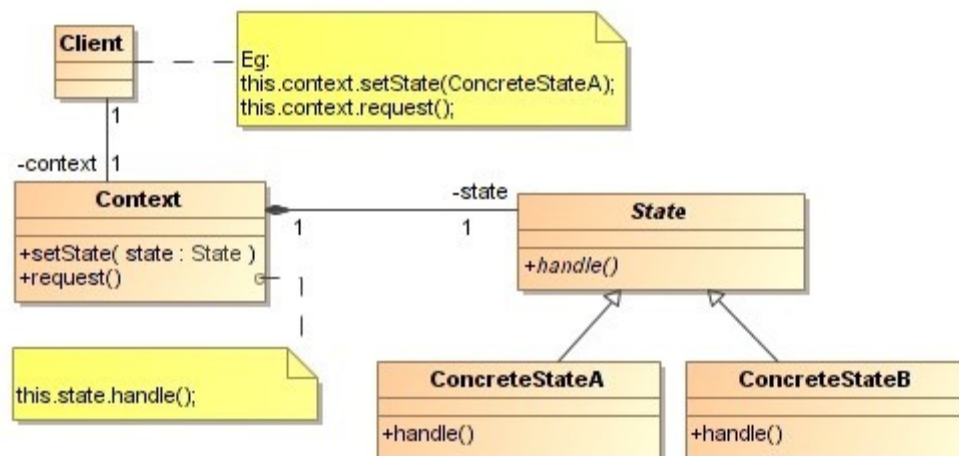 Client
Eg:
this.context.setState(ConcreteStateA);
this.context.request();
1
-context 1
Context
+setState( state : State )
+request()
1
-state
1
State
+handle()
this.state.handle();
ConcreteStateA
+handle()
ConcreteStateB
+handle()